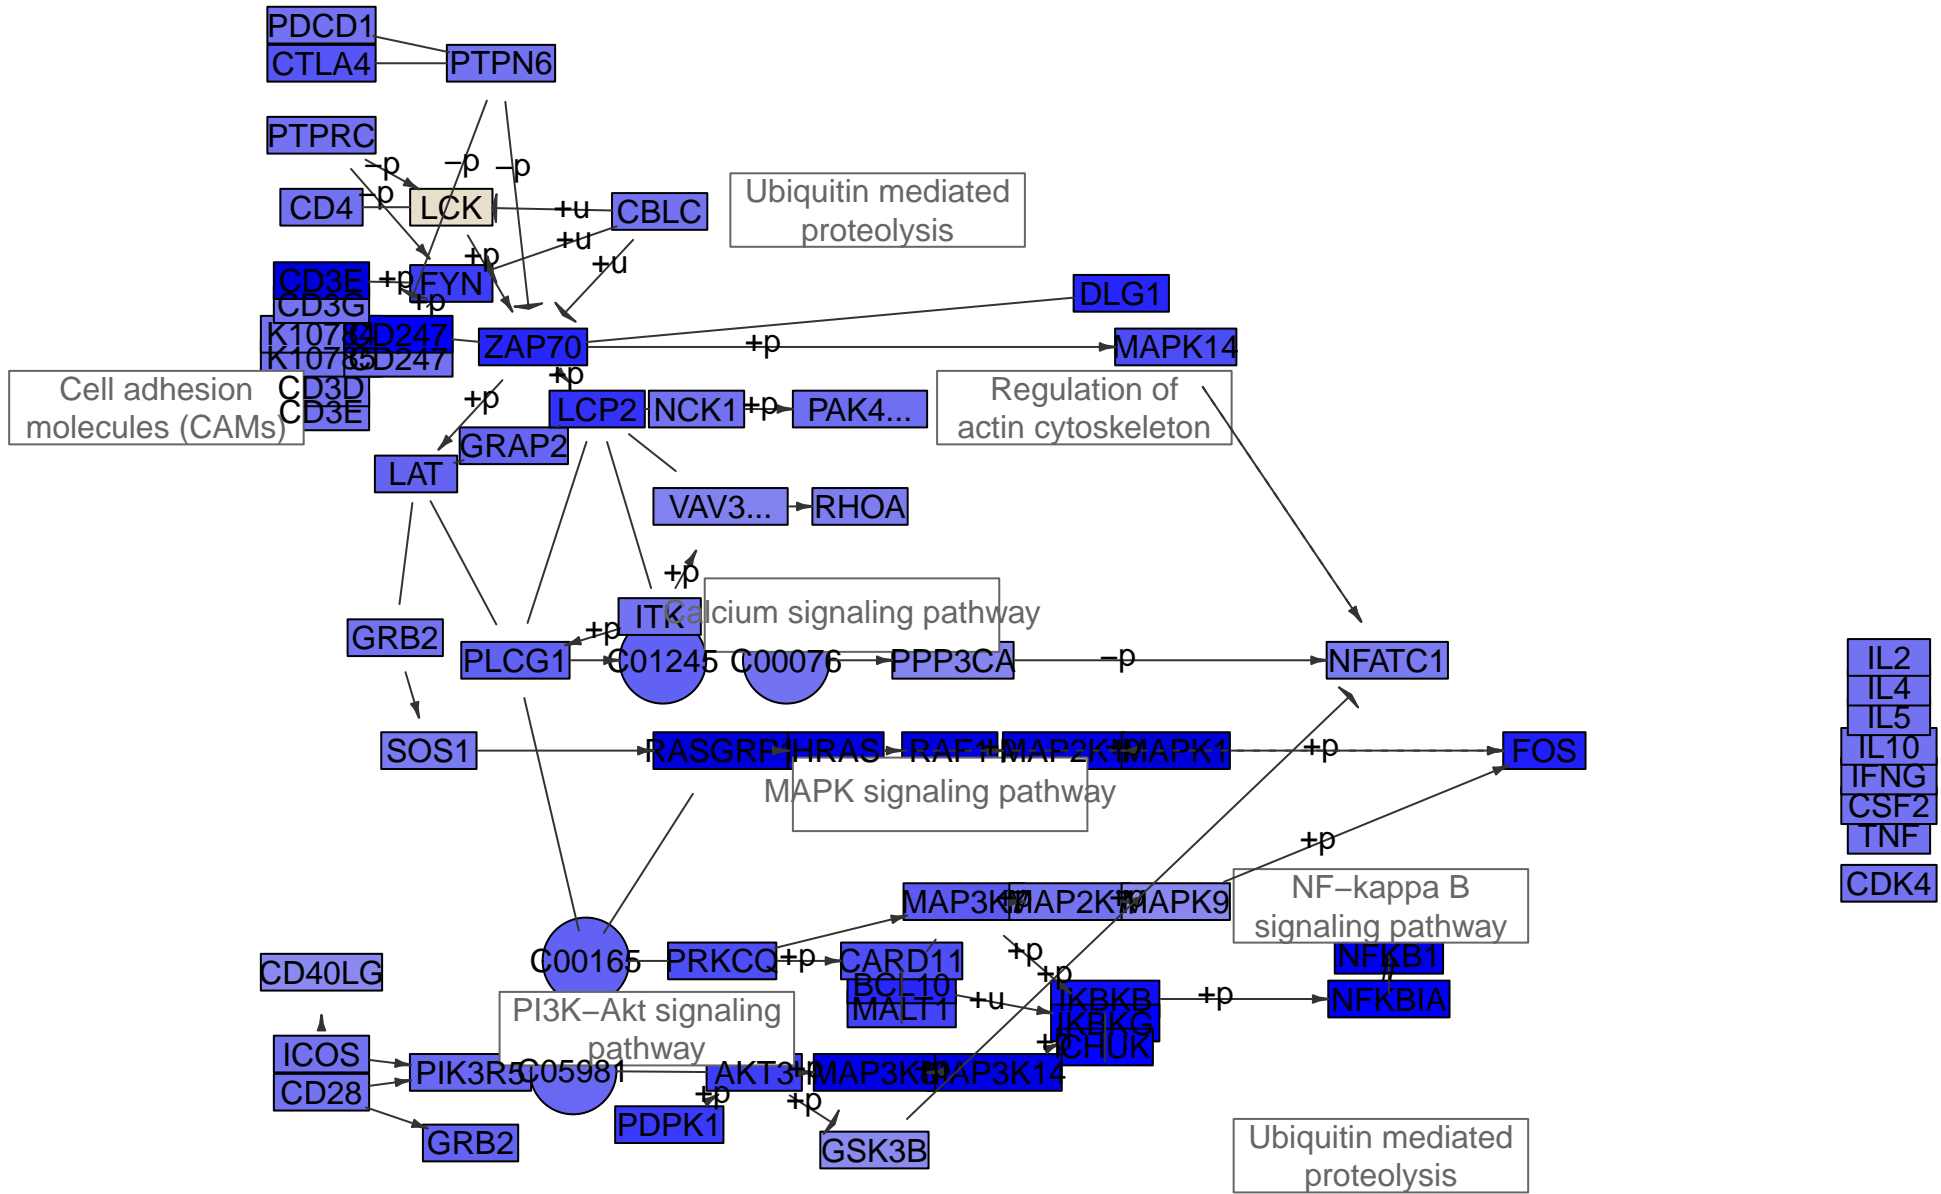 PDCD1
CTLA4
PTPN6
PTPRC
–p
–p
–p
–p
CD4
LCK
+u
CBLC
Ubiquitin mediated
proteolysis
+u
+u
+p
CD3E
+p
FYN
+p
CD3G
DLG1
CD247
ZAP70
+p
MAPK14
CD247
K10785
+p
CD3D
CD3E
Cell adhesion
molecules (CAMs)
+p
LCP2
NCK1
+p
PAK4...
Regulation of
actin cytoskeleton
GRAP2
LAT
VAV3...
RHOA
+p
ITK
Calcium signaling pathway
+p
GRB2
PLCG1
C01245
C00076
PPP3CA
–p
NFATC1
IL2
IL4
IL5
IL10
IFNG
CSF2
TNF
CDK4
SOS1
RASGRP1
HRAS
RAF1
MAPK1
+p
FOS
MAPK signaling pathway
+p
MAPK9
NF–kappa B
signaling pathway
C00165
PRKCQ
+p
CARD11
+p
+p
NFKB1
CD40LG
BCL10
MALT1
+u
IKBKB
IKBKG
CHUK
+p
+p
NFKBIA
PI3K–Akt signaling
pathway
ICOS
CD28
PIK3R5
C05981
AKT3
+p
MAP3K14
+p
+p
PDPK1
GRB2
GSK3B
Ubiquitin mediated
proteolysis